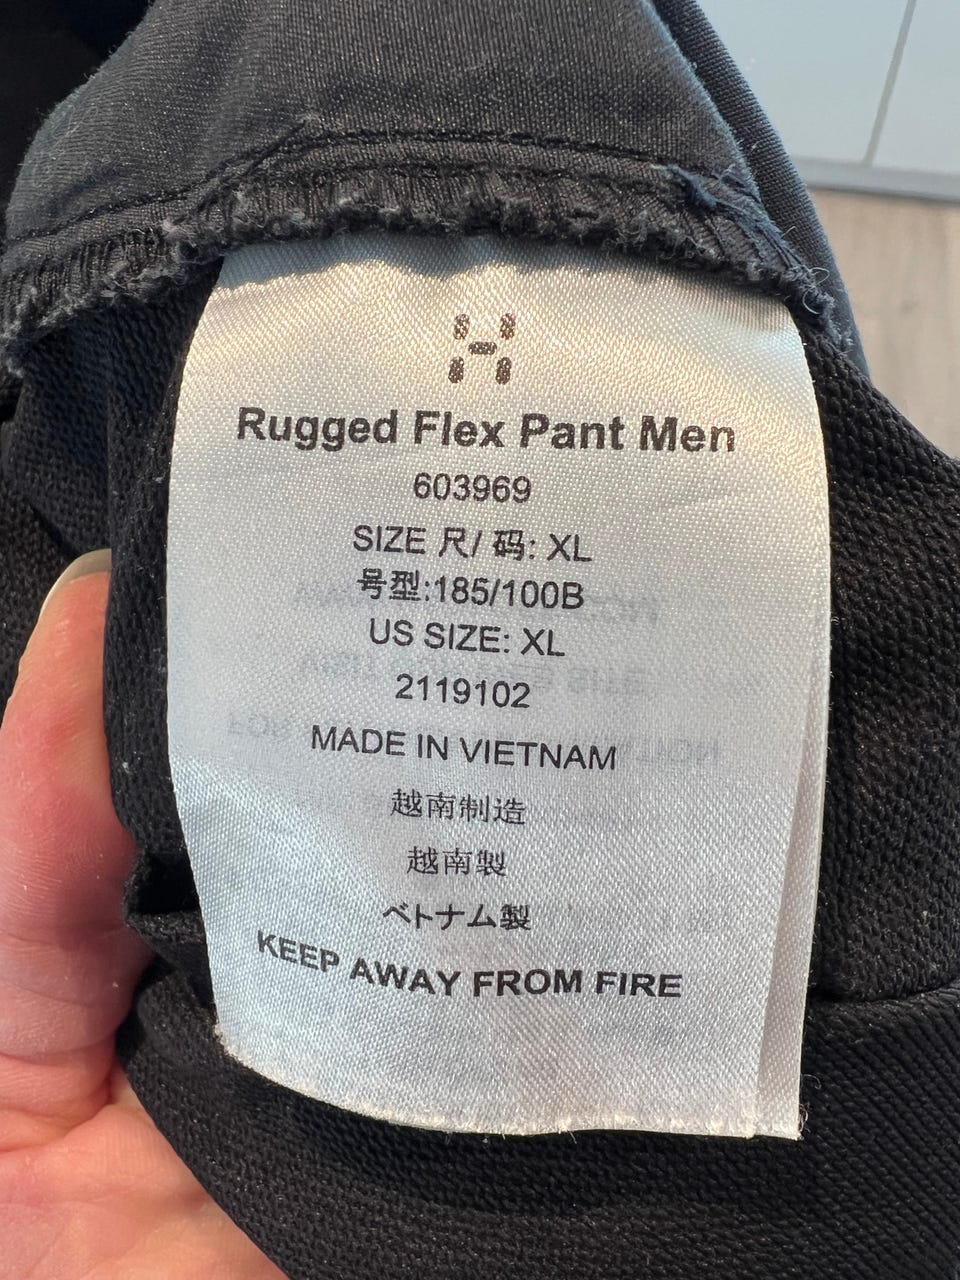 Rugged Flex Pant Men
603969
SIZE 尺/ 码: XL
号型:185/100B
US SIZE: XL
2119102
MADE IN VIETNAM
越南制造
越南製
ベトナム製
KEEP AWAY FROM FIRE